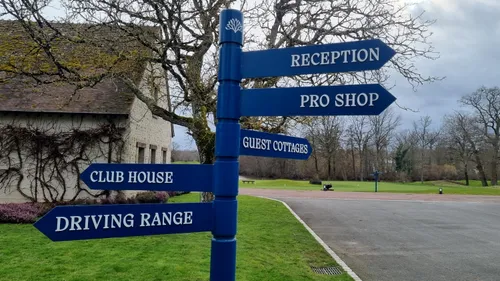 RECEPTION
PRO SHOP
GUEST COTTAGES
CLUB HOUSE
DRIVING RANGE